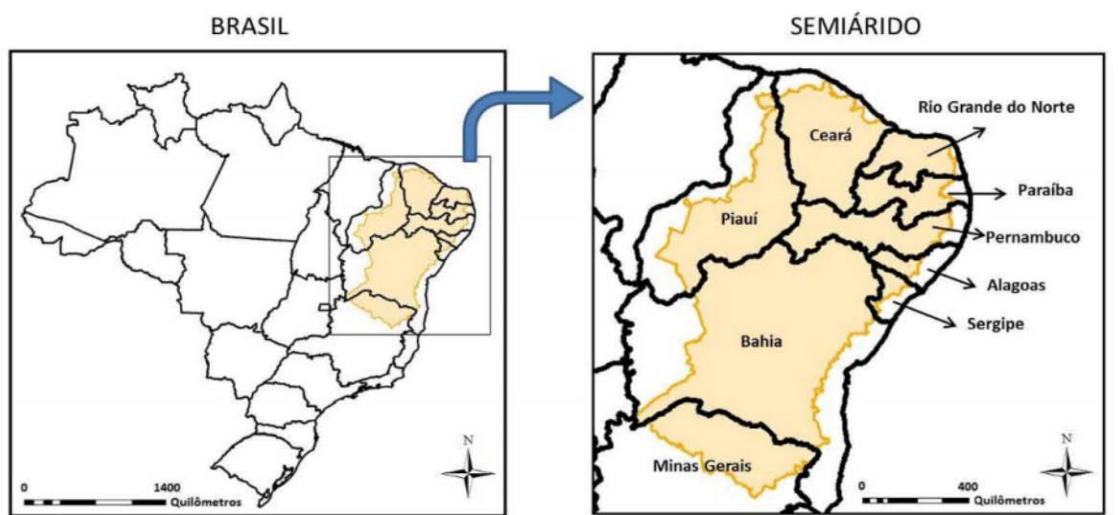 BRASIL
N
0 1400
Quilômetros
SEMIÁRIDO
Rio Grande do Norte
Ceará
Paraíba
Piauí
Pernambuco
Alagoas
Sergipe
Bahia
Minas Gerais
N
0 400
Quilômetros